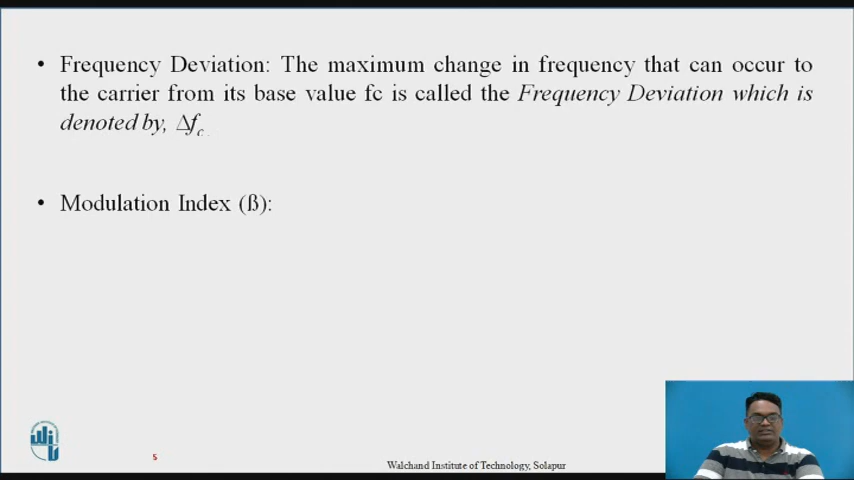 • Frequency Deviation: The maximum change in frequency that can occur to
the carrier from its base value fc is called the Frequency Deviation which is
denoted by, Δfc.
• Modulation Index (ß):
5
Walchand Institute of Technology, Solapur